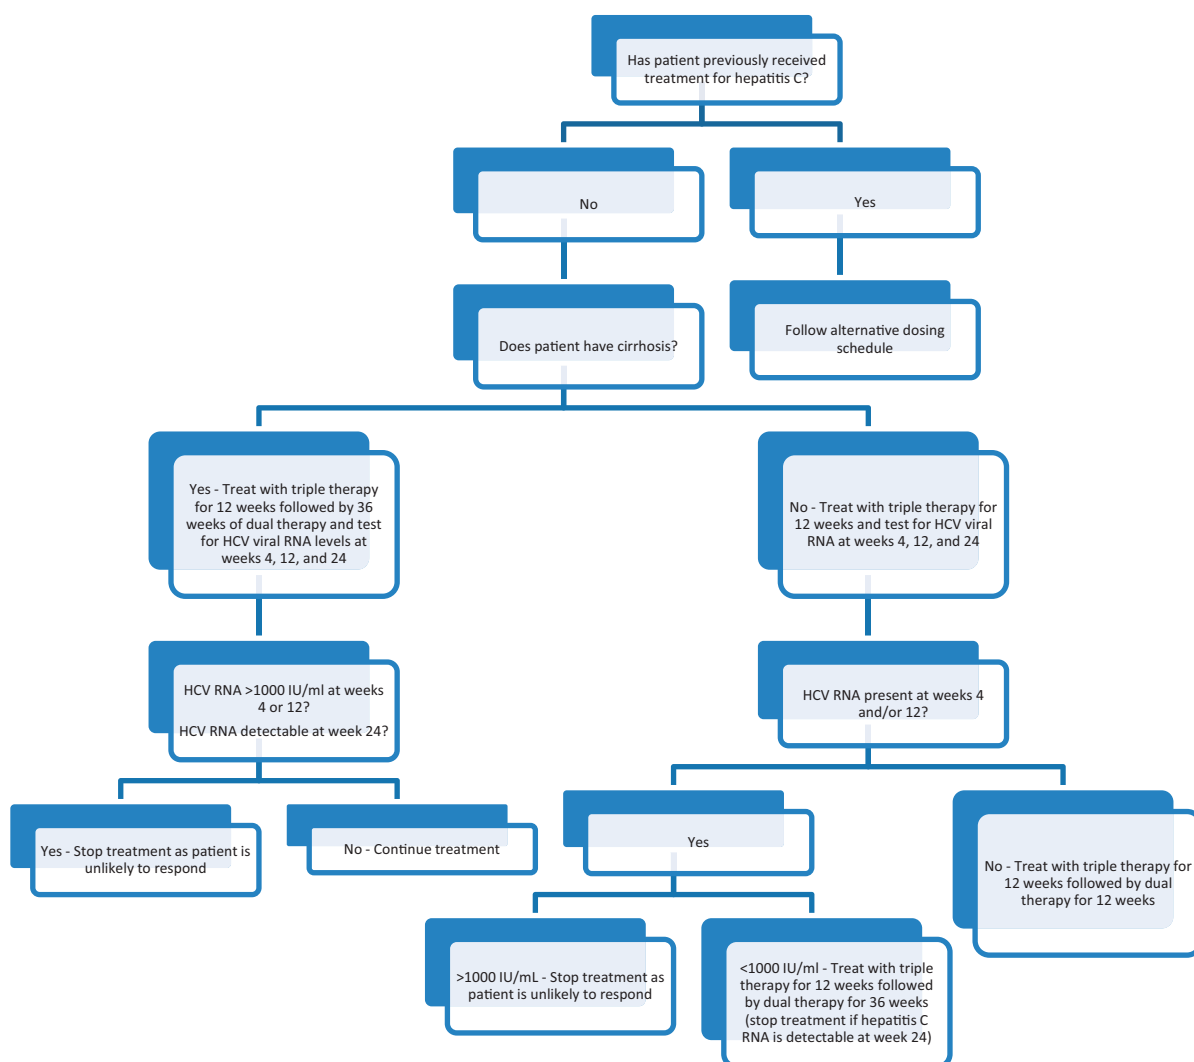 Has patient previously received
treatment for hepatitis C?
No
Yes
Does patient have cirrhosis?
Follow alternative dosing
schedule
Yes - Treat with triple therapy
for 12 weeks followed by 36
weeks of dual therapy and test
for HCV viral RNA levels at
weeks 4, 12, and 24
No - Treat with triple therapy for
12 weeks and test for HCV viral
RNA at weeks 4, 12, and 24
HCV RNA >1000 IU/ml at weeks
4 or 12?
HCV RNA detectable at week 24?
HCV RNA present at weeks 4
and/or 12?
Yes - Stop treatment as patient is
unlikely to respond
No - Continue treatment
Yes
No - Treat with triple therapy for
12 weeks followed by dual
therapy for 12 weeks
>1000 IU/mL - Stop treatment as
patient is unlikely to respond
<1000 IU/ml - Treat with triple
therapy for 12 weeks followed
by dual therapy for 36 weeks
(stop treatment if hepatitis C
RNA is detectable at week 24)